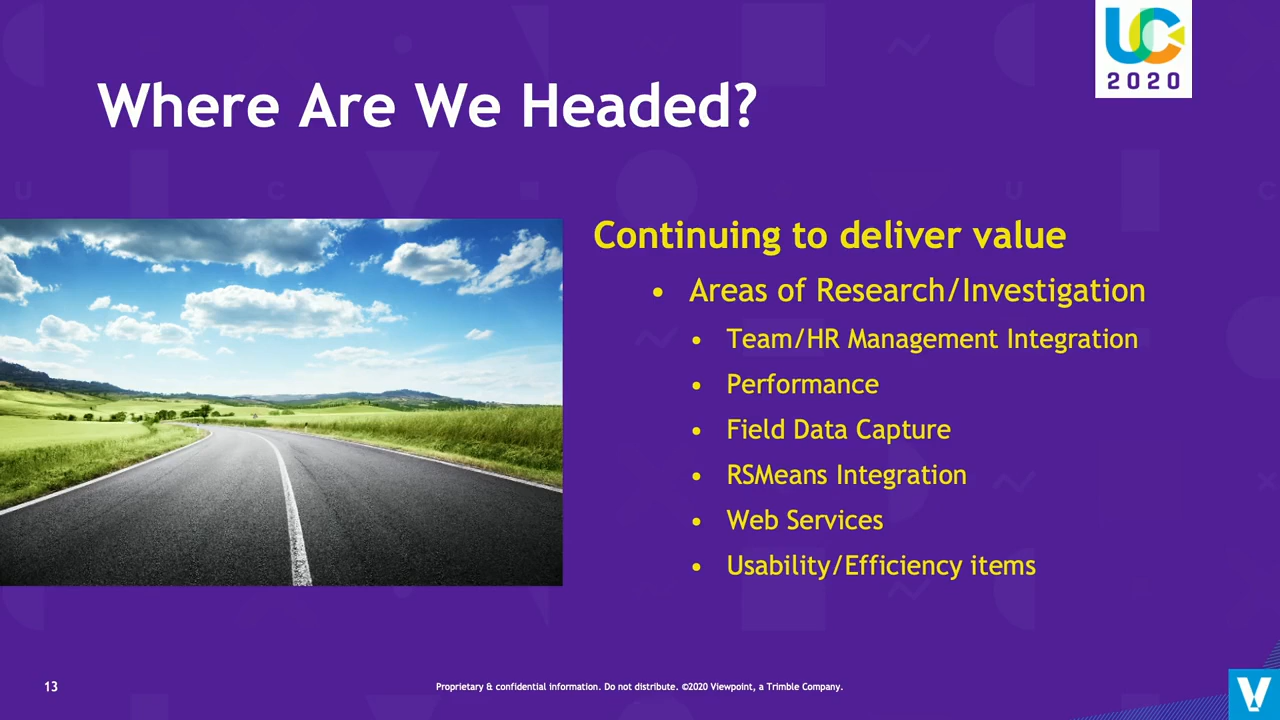 UC
2020
Where Are We Headed?
Continuing to deliver value
• Areas of Research/Investigation
• Team/HR Management Integration
• Performance
• Field Data Capture
• RSMeans Integration
• Web Services
• Usability/Efficiency items
13
Proprietary & confidential information. Do not distribute. ©2020 Viewpoint, a Trimble Company.
V